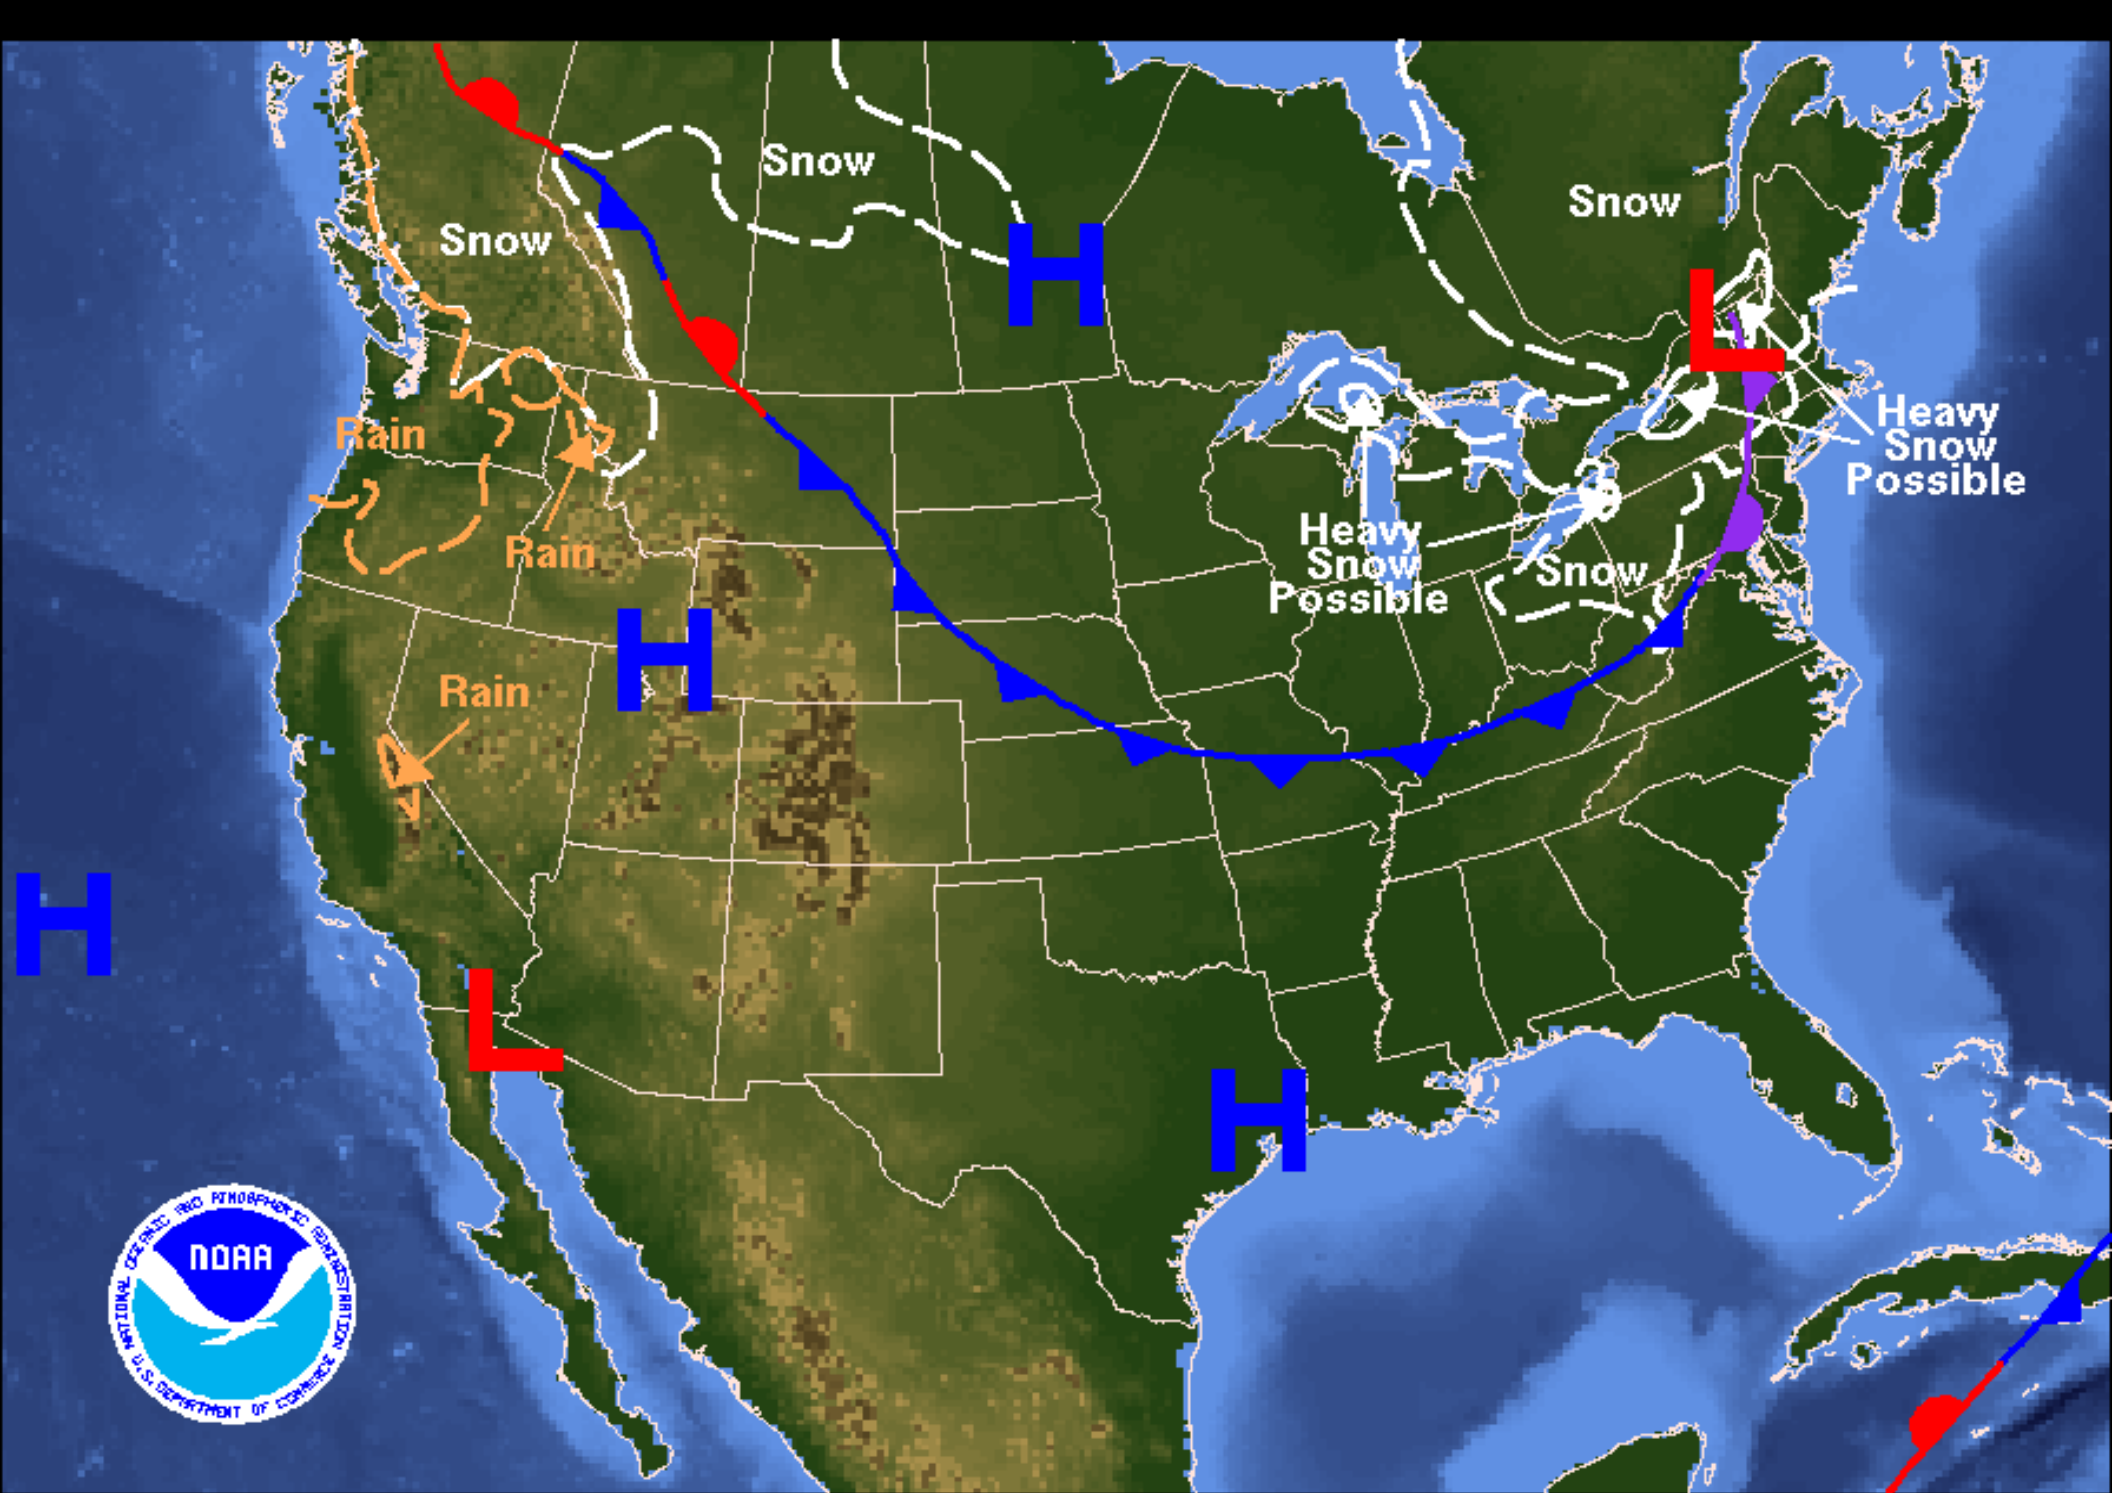 Snow
Snow
Snow
H
L
Rain
Heavy
Snow
Possible
Rain
Heavy
Snow
Possible
Snow
H
Rain
H
L
H
NATIONAL OCEANIC AND ATMOSPHERIC ADMINISTRATION
NOAA
U.S. DEPARTMENT OF COMMERCE